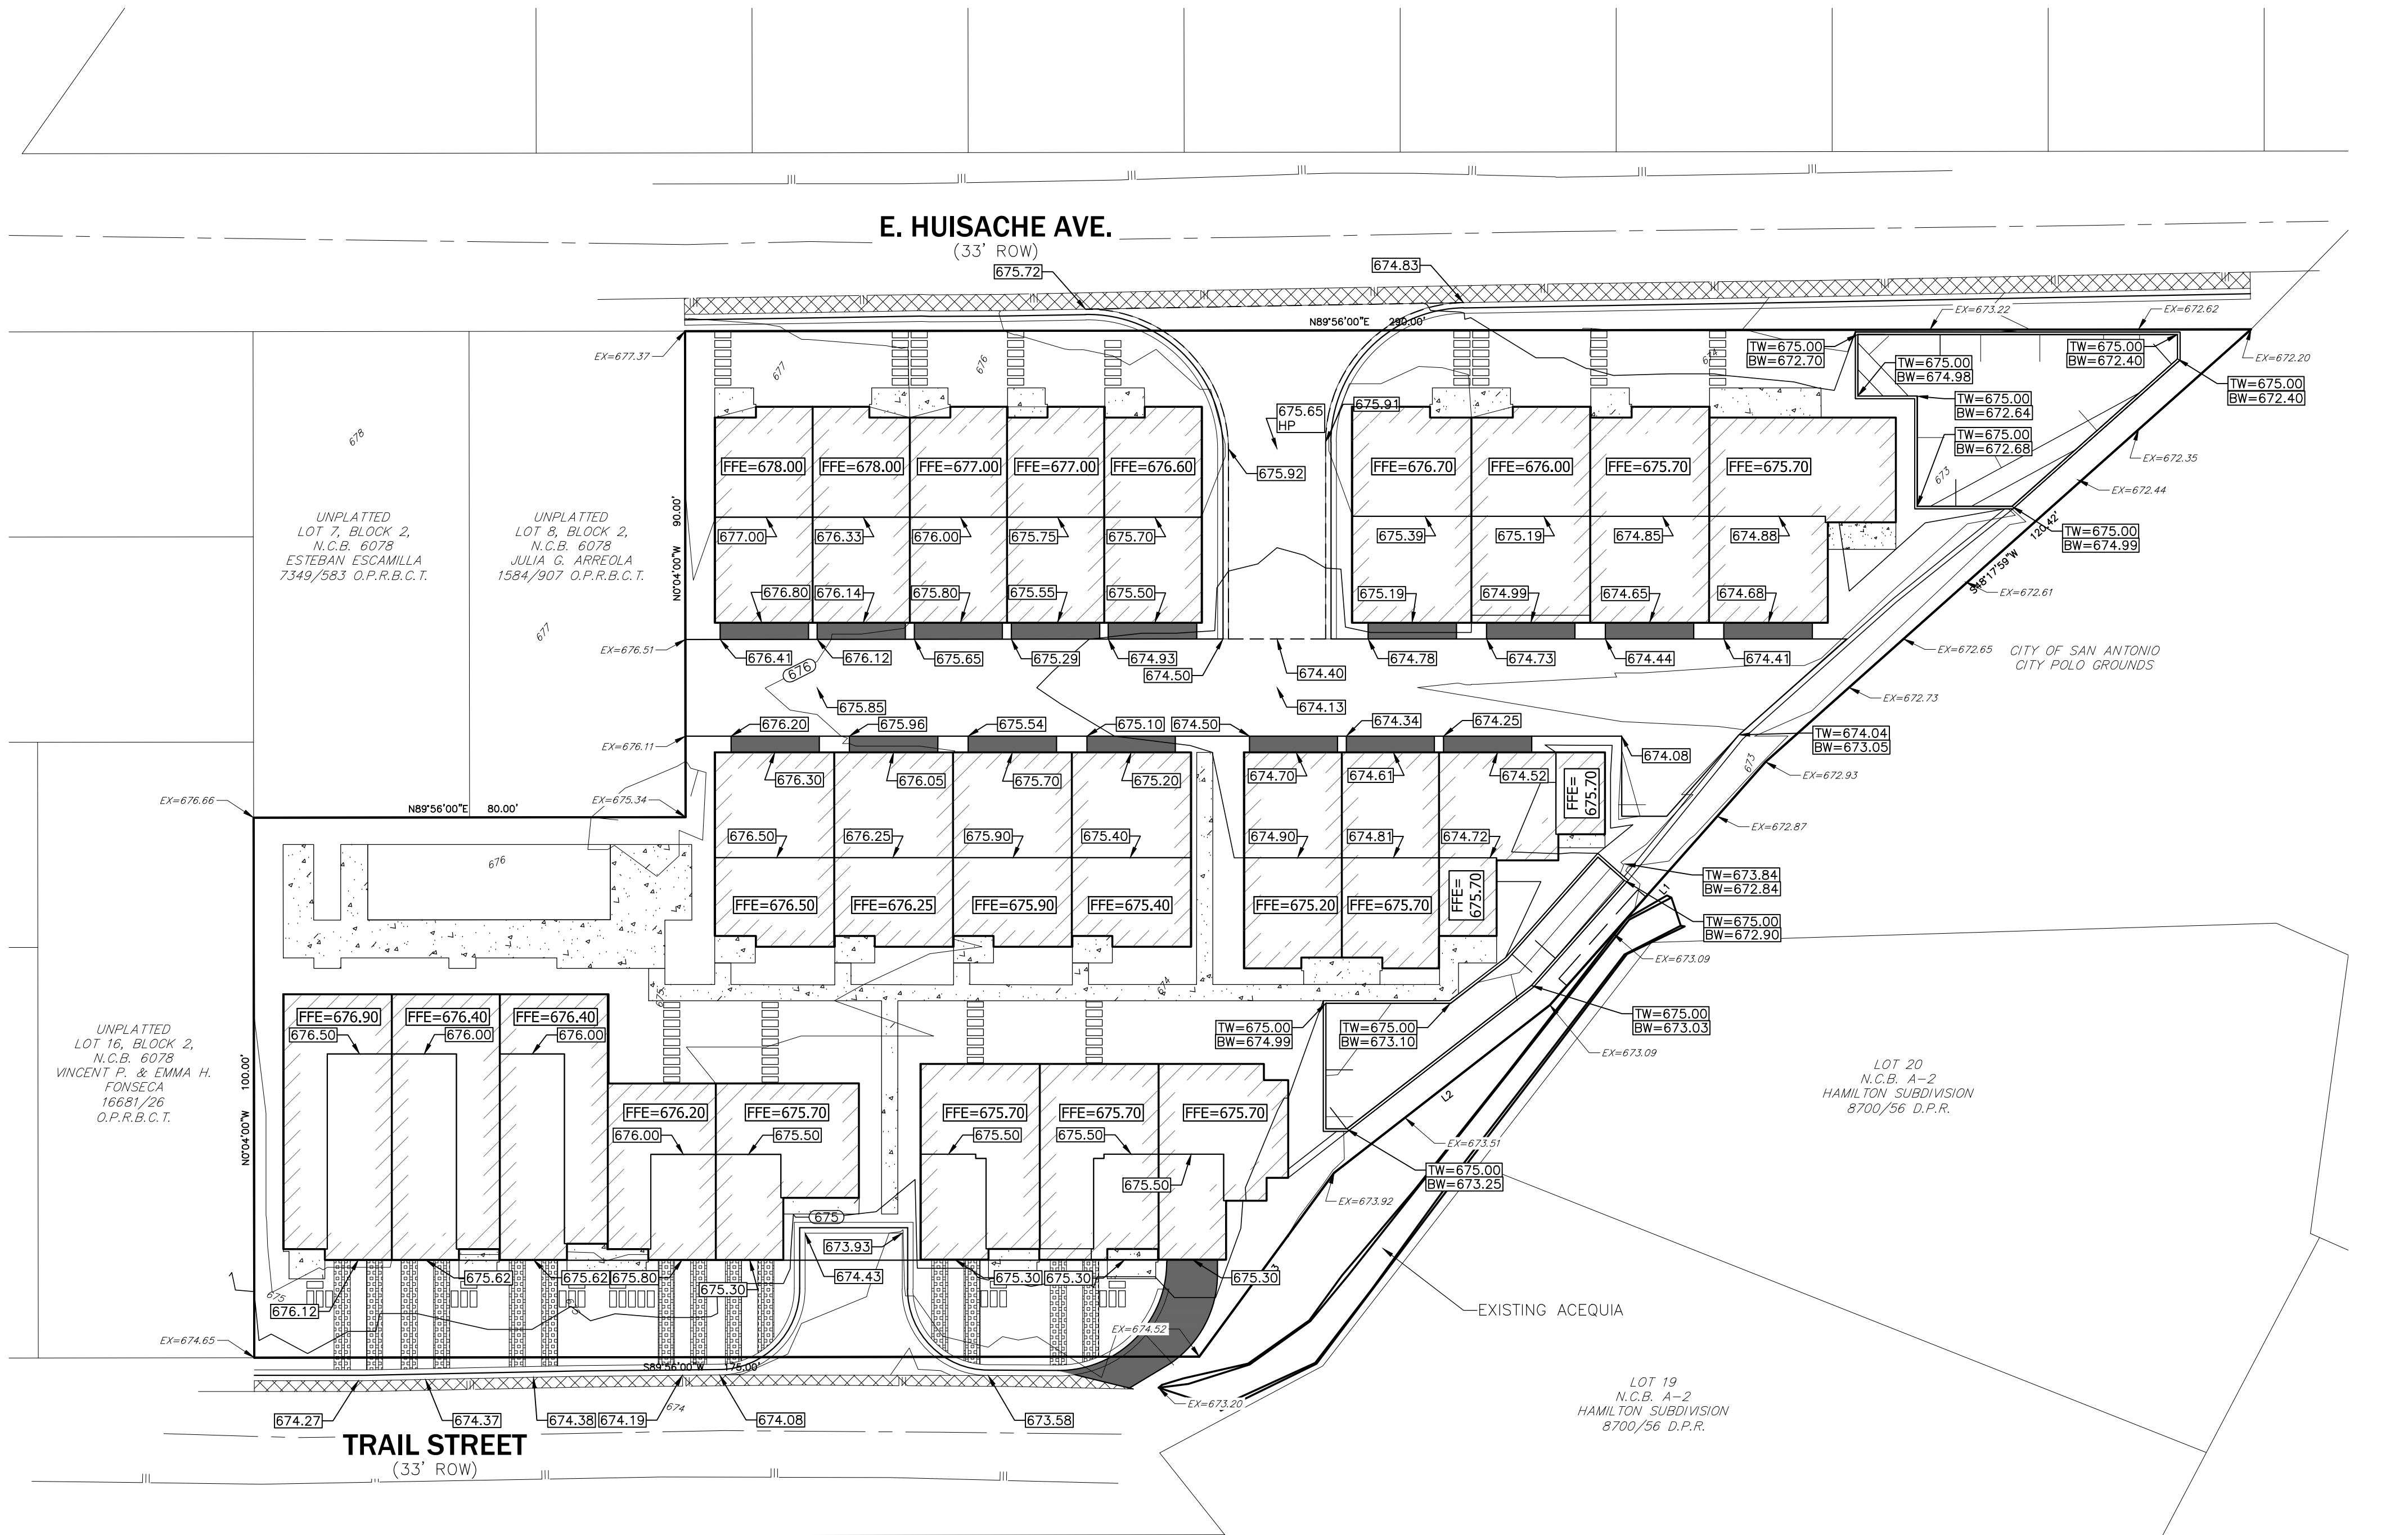 E. HUISACHE AVE.
(33' ROW)
675.72
674.83
N89°56'00"E 290.00'
EX=673.22
EX=672.62
EX=677.37
EX=672.20
677
676
674
TW=675.00
BW=672.70
TW=675.00
BW=674.98
TW=675.00
BW=672.40
TW=675.00
BW=672.40
TW=675.00
BW=672.64
TW=675.00
BW=672.68
675.65
HP
675.91
675.92
678
FFE=678.00
FFE=678.00
FFE=677.00
FFE=677.00
FFE=676.60
FFE=676.70
FFE=676.00
FFE=675.70
FFE=675.70
673
EX=672.35
EX=672.44
N0°04'00"W 90.00'
UNPLATTED
LOT 7, BLOCK 2,
N.C.B. 6078
ESTEBAN ESCAMILLA
7349/583 O.P.R.B.C.T.
UNPLATTED
LOT 8, BLOCK 2,
N.C.B. 6078
JULIA G. ARREOLA
1584/907 O.P.R.B.C.T.
677.00
676.33
676.00
675.75
675.70
675.39
675.19
674.85
674.88
TW=675.00
BW=674.99
S48°17'59"W 120.42'
EX=672.61
676.80
676.14
675.80
675.55
675.50
675.19
674.99
674.65
674.68
677
EX=676.51
676.41
676.12
675.65
675.29
674.93
674.50
674.40
674.78
674.73
674.44
674.41
EX=672.65
CITY OF SAN ANTONIO
CITY POLO GROUNDS
676
675.85
674.13
EX=672.73
676.20
675.96
675.54
675.10
674.50
674.34
674.25
EX=676.11
674.08
TW=674.04
BW=673.05
676.30
676.05
675.70
675.20
674.70
674.61
674.52
FFE=
675.70
673
EX=672.93
EX=676.66
N89°56'00"E 80.00'
EX=675.34
EX=672.87
676.50
676.25
675.90
675.40
674.90
674.81
674.72
676
TW=673.84
BW=672.84
L1
FFE=676.50
FFE=676.25
FFE=675.90
FFE=675.40
FFE=675.20
FFE=675.70
FFE=
675.70
TW=675.00
BW=672.90
EX=673.09
675
674
FFE=676.90
FFE=676.40
FFE=676.40
676.50
676.00
676.00
TW=675.00
BW=674.99
TW=675.00
BW=673.10
TW=675.00
BW=673.03
EX=673.09
UNPLATTED
LOT 16, BLOCK 2,
N.C.B. 6078
VINCENT P. & EMMA H.
FONSECA
16681/26
O.P.R.B.C.T.
N0°04'00"W 100.00'
LOT 20
N.C.B. A-2
HAMILTON SUBDIVISION
8700/56 D.P.R.
L2
FFE=676.20
FFE=675.70
FFE=675.70
FFE=675.70
FFE=675.70
676.00
675.50
675.50
675.50
675.50
EX=673.51
TW=675.00
BW=673.25
EX=673.92
675
673.93
674.43
675.62
675.62
675.80
675.30
675.30
675.30
675.30
676.12
675
EXISTING ACEQUIA
EX=674.65
EX=674.52
S89°56'00"W 175.00'
LOT 19
N.C.B. A-2
HAMILTON SUBDIVISION
8700/56 D.P.R.
EX=673.20
674
674.27
674.37
674.38
674.19
674.08
673.58
TRAIL STREET
(33' ROW)